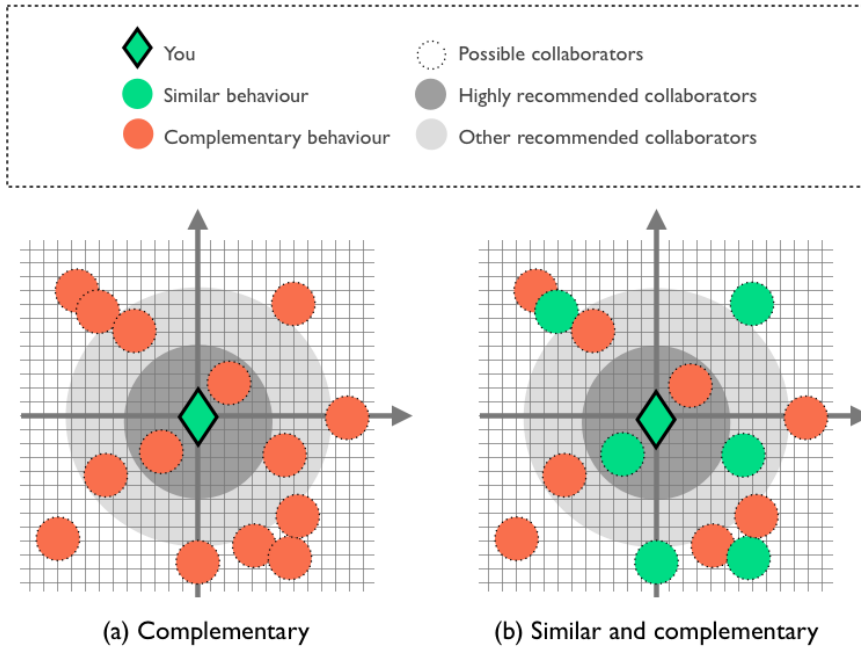 You
Similar behaviour
Complementary behaviour
Possible collaborators
Highly recommended collaborators
Other recommended collaborators
(a) Complementary
(b) Similar and complementary